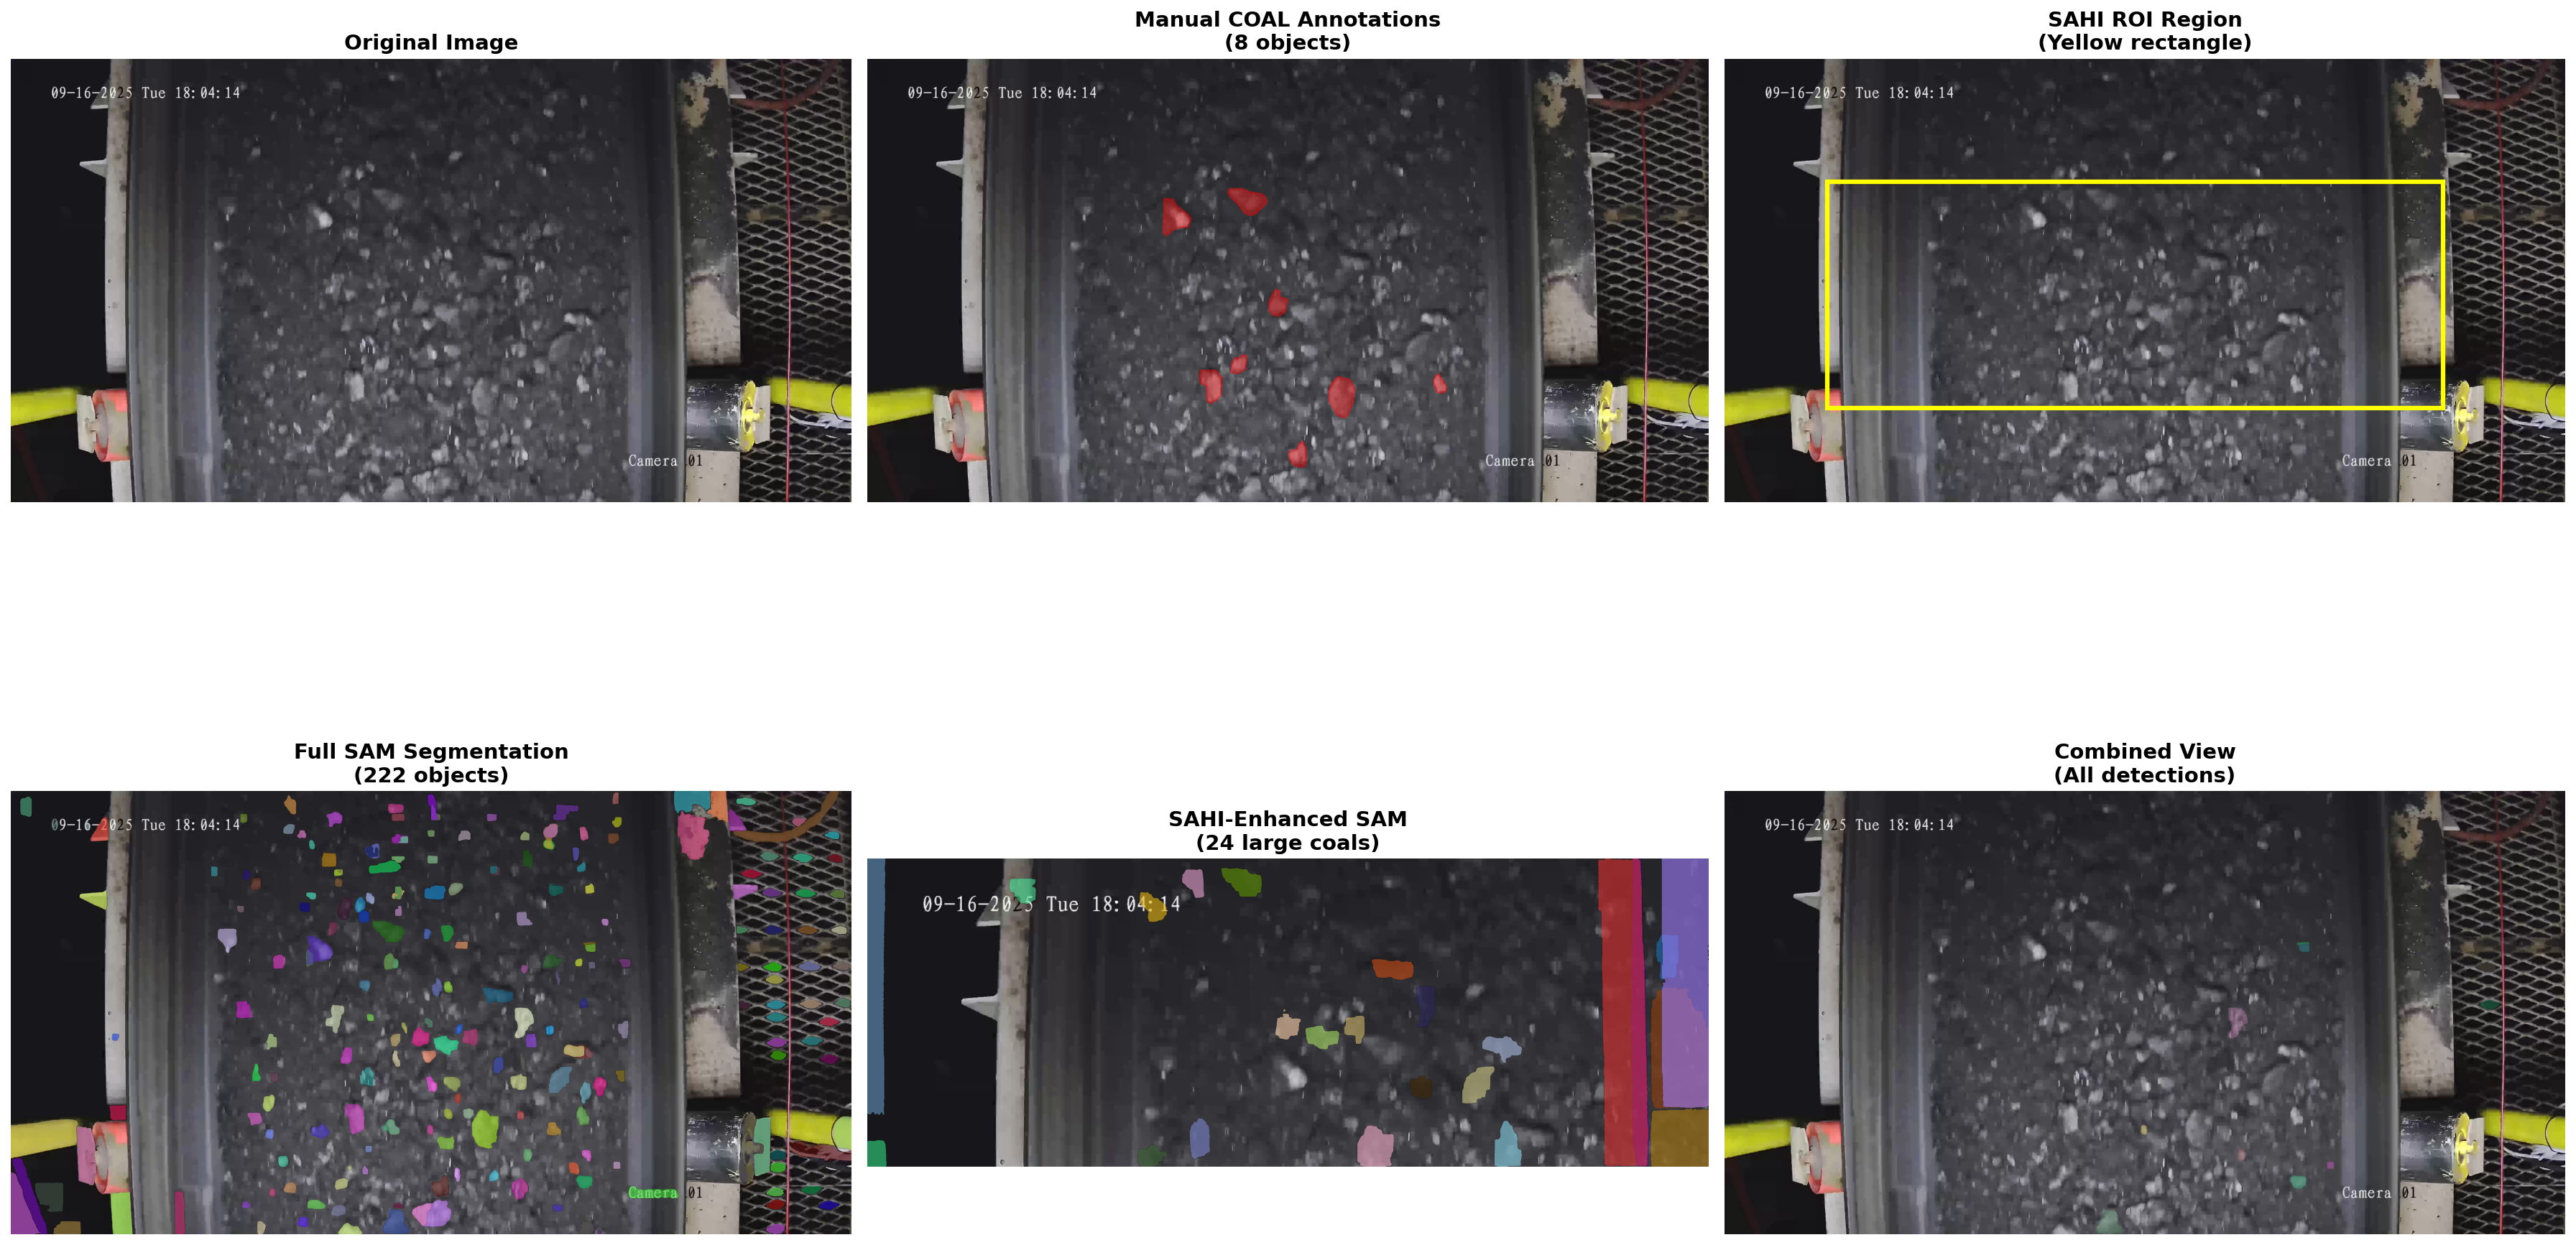 Original Image
09-16-2025 Tue 18:04:14
Camera 01
Manual COAL Annotations
(8 objects)
09-16-2025 Tue 18:04:14
Camera 01
SAHI ROI Region
(Yellow rectangle)
09-16-2025 Tue 18:04:14
Camera 01
Full SAM Segmentation
(222 objects)
09-16-2025 Tue 18:04:14
Camera 01
SAHI-Enhanced SAM
(24 large coals)
09-16-2025 Tue 18:04:14
Combined View
(All detections)
09-16-2025 Tue 18:04:14
Camera 01